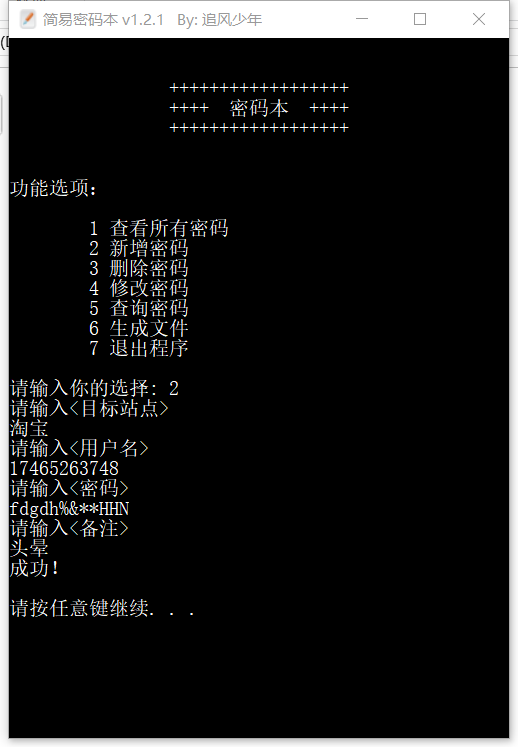 简易密码本 v1.2.1 By: 追风少年
++++++++++++++++++
++++ 密码本 ++++
++++++++++++++++++
功能选项:
1 查看所有密码
2 新增密码
3 删除密码
4 修改密码
5 查询密码
6 生成文件
7 退出程序
请输入你的选择: 2
请输入<目标站点>
淘宝
请输入<用户名>
17465263748
请输入<密码>
fdgdh%&**HHN
请输入<备注>
头晕
成功!
请按任意键继续. . .